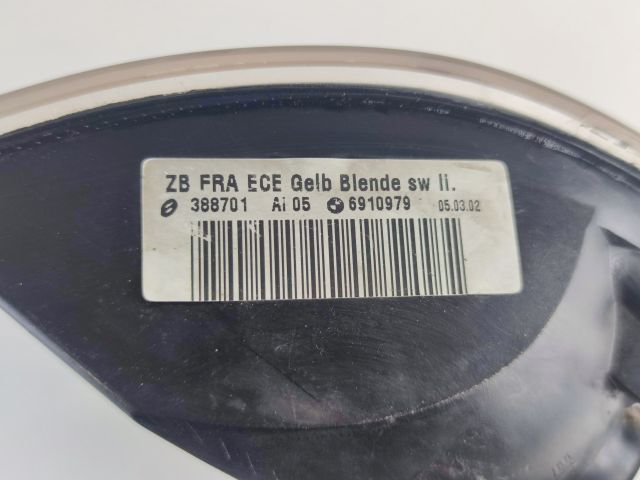 ZB FRA ECE Gelb Blende sw li.
388701 Ai 05 6910979 05.03.02